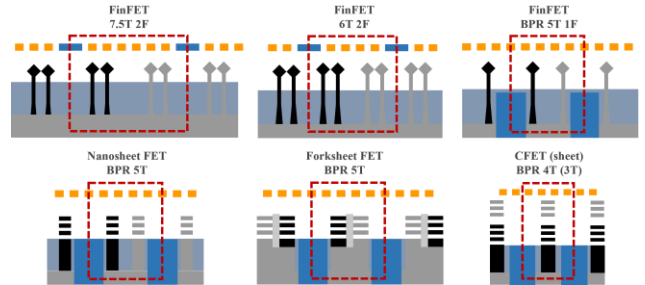 FinFET
7.5T 2F
FinFET
6T 2F
FinFET
BPR 5T 1F
Nanosheet FET
BPR 5T
Forksheet FET
BPR 5T
CFET (sheet)
BPR 4T (3T)